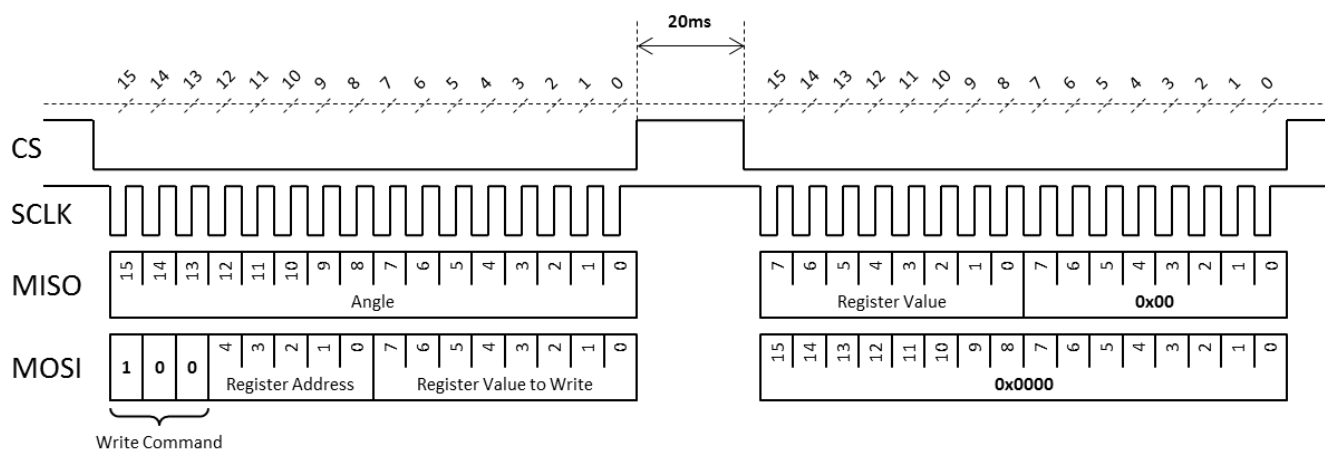 20ms
15 14 13 12 11 10 9 8 7 6 5 4 3 2 1 0 15 14 13 12 11 10 9 8 7 6 5 4 3 2 1 0
CS
SCLK
MISO 15 14 13 12 11 10 9 8 7 6 5 4 3 2 1 0 7 6 5 4 3 2 1 0 7 6 5 4 3 2 1 0
Angle Register Value 0x00
MOSI 1 0 0 4 3 2 1 0 7 6 5 4 3 2 1 0 15 14 13 12 11 10 9 8 7 6 5 4 3 2 1 0
Register Address Register Value to Write 0x0000
Write Command